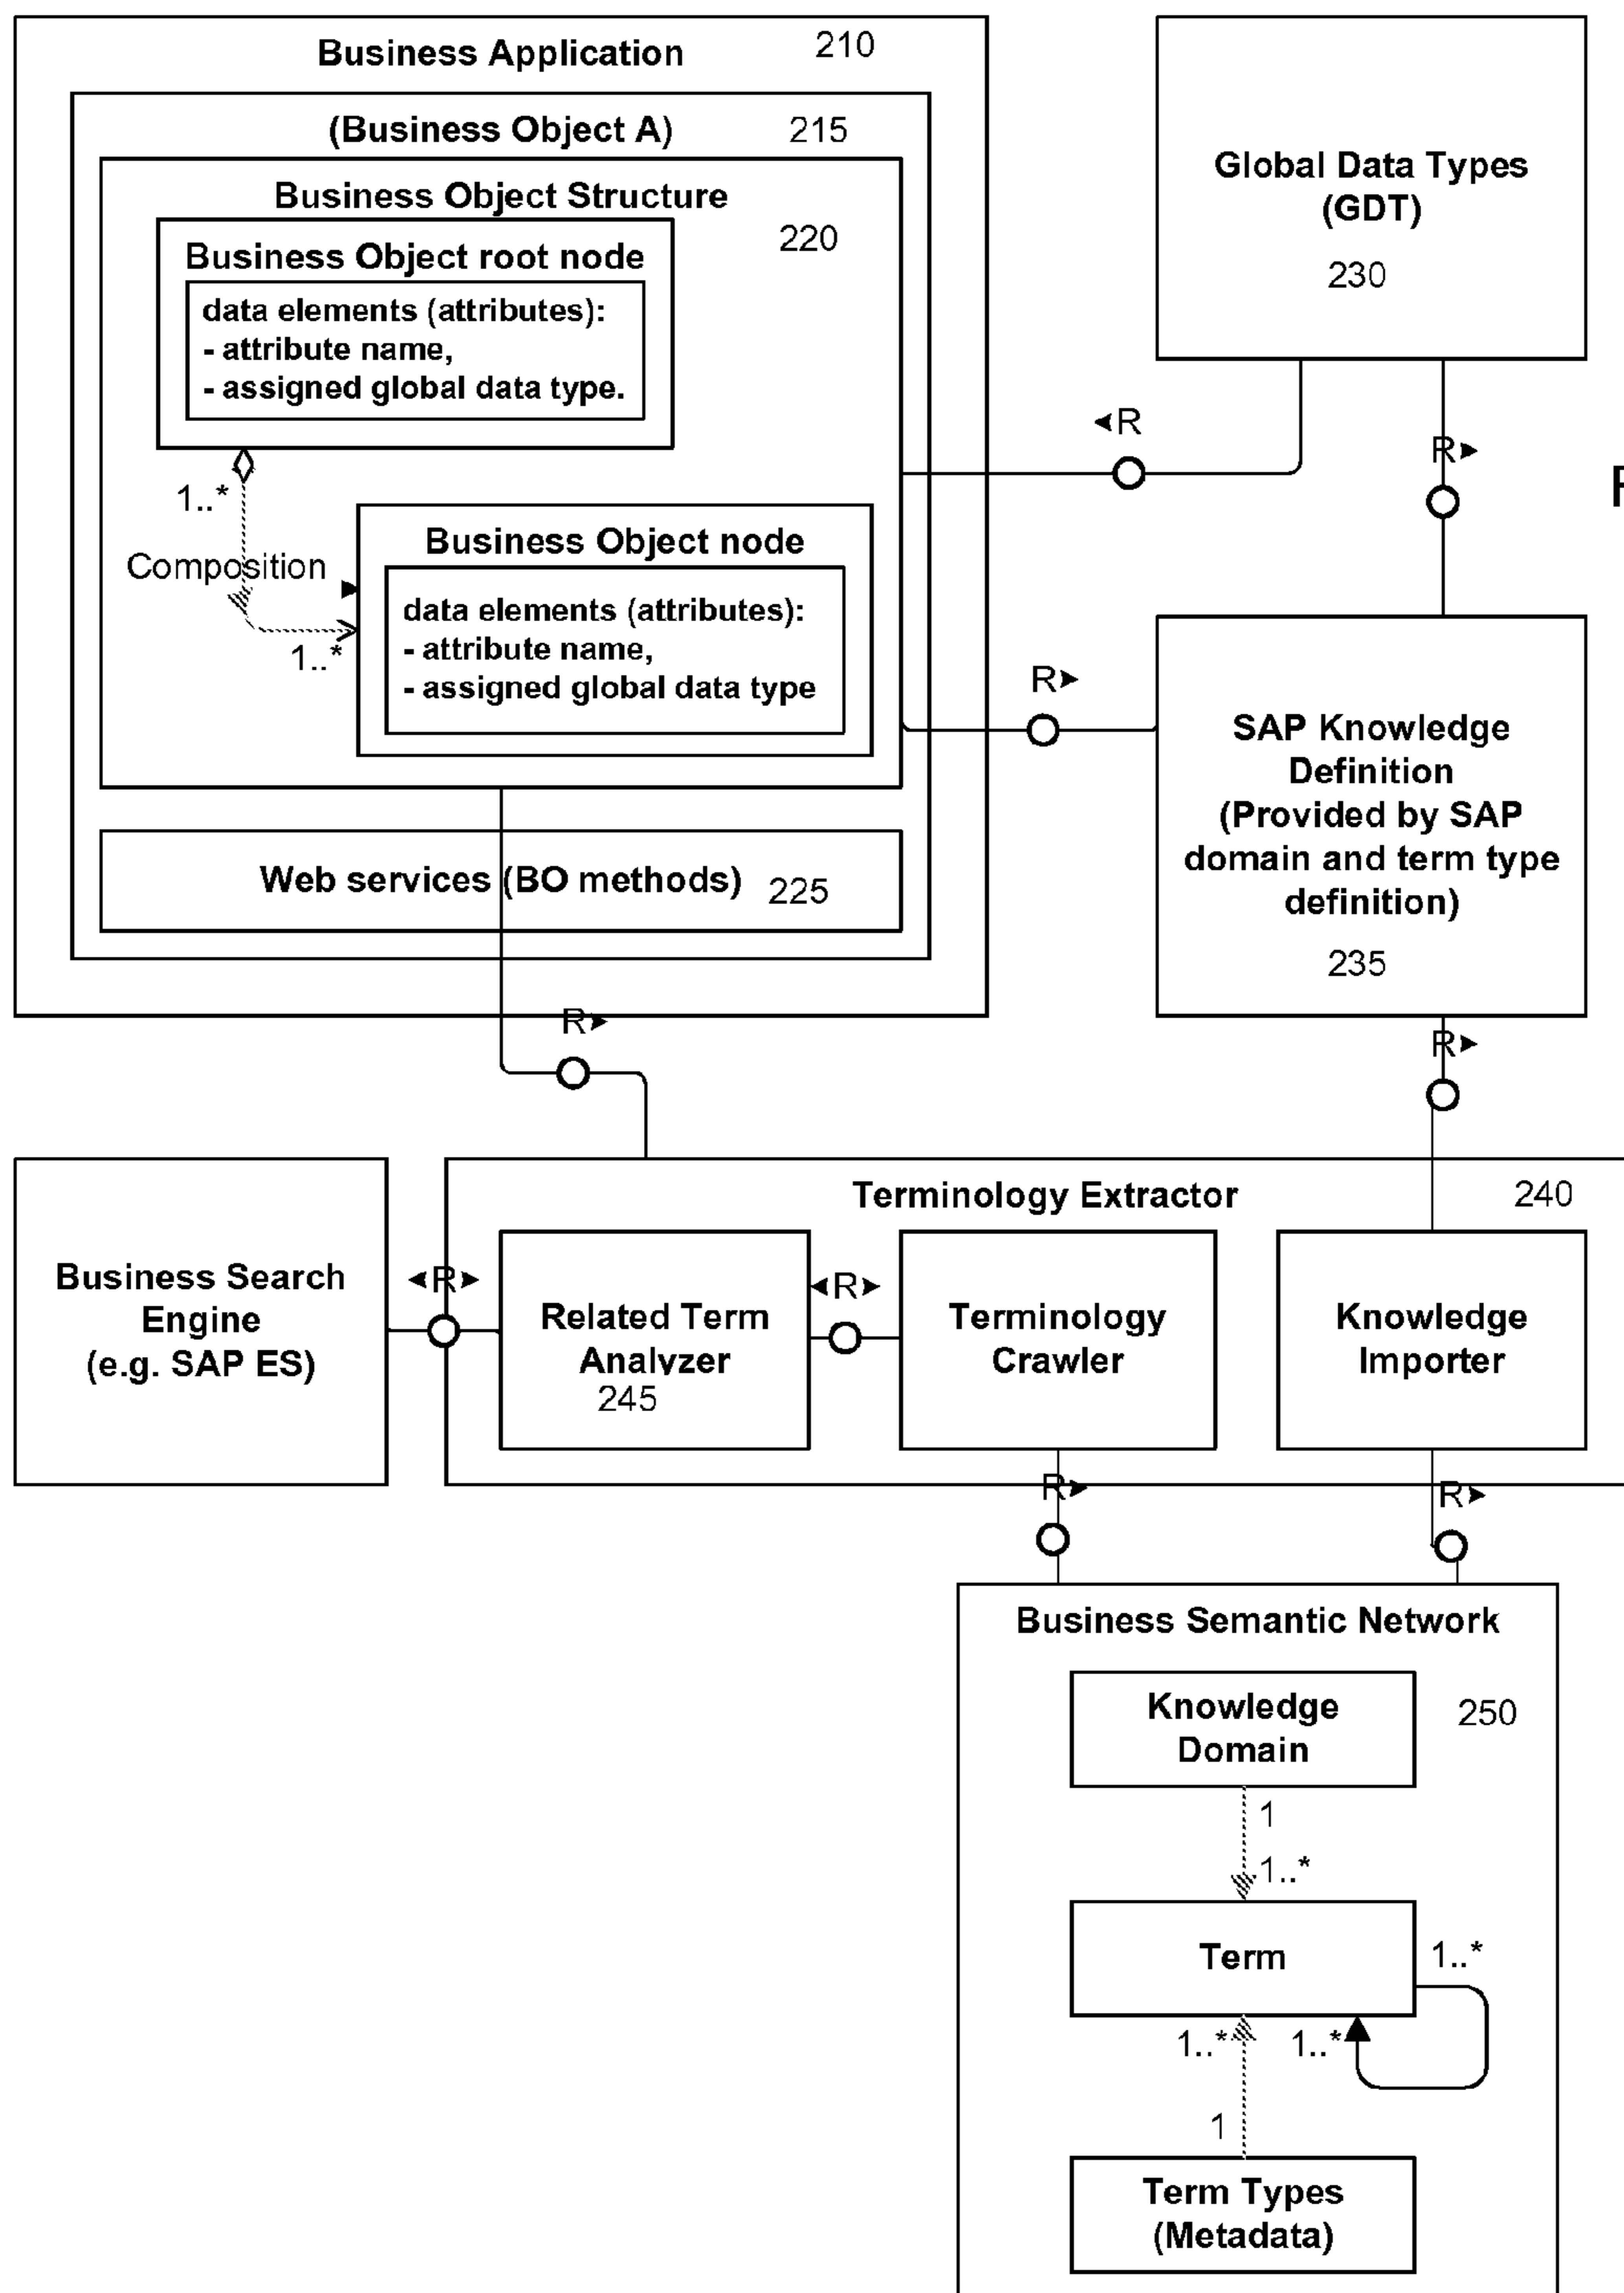 Business Application 210
(Business Object A) 215
Business Object Structure
220
Business Object root node
data elements (attributes):
- attribute name,
- assigned global data type.
1..*
Composition
1..*
Business Object node
data elements (attributes):
- attribute name,
- assigned global data type
Web services (BO methods) 225
Global Data Types
(GDT)
230
◄R
R►
F
R►
SAP Knowledge
Definition
(Provided by SAP
domain and term type
definition)
235
R►
R►
Business Search
Engine
(e.g. SAP ES)
◄R►
Terminology Extractor 240
Related Term
Analyzer
245
◄R►
Terminology
Crawler
Knowledge
Importer
R►
R►
Business Semantic Network
Knowledge
Domain
250
1
1..*
Term
1..*
1..*
1..*
1
Term Types
(Metadata)